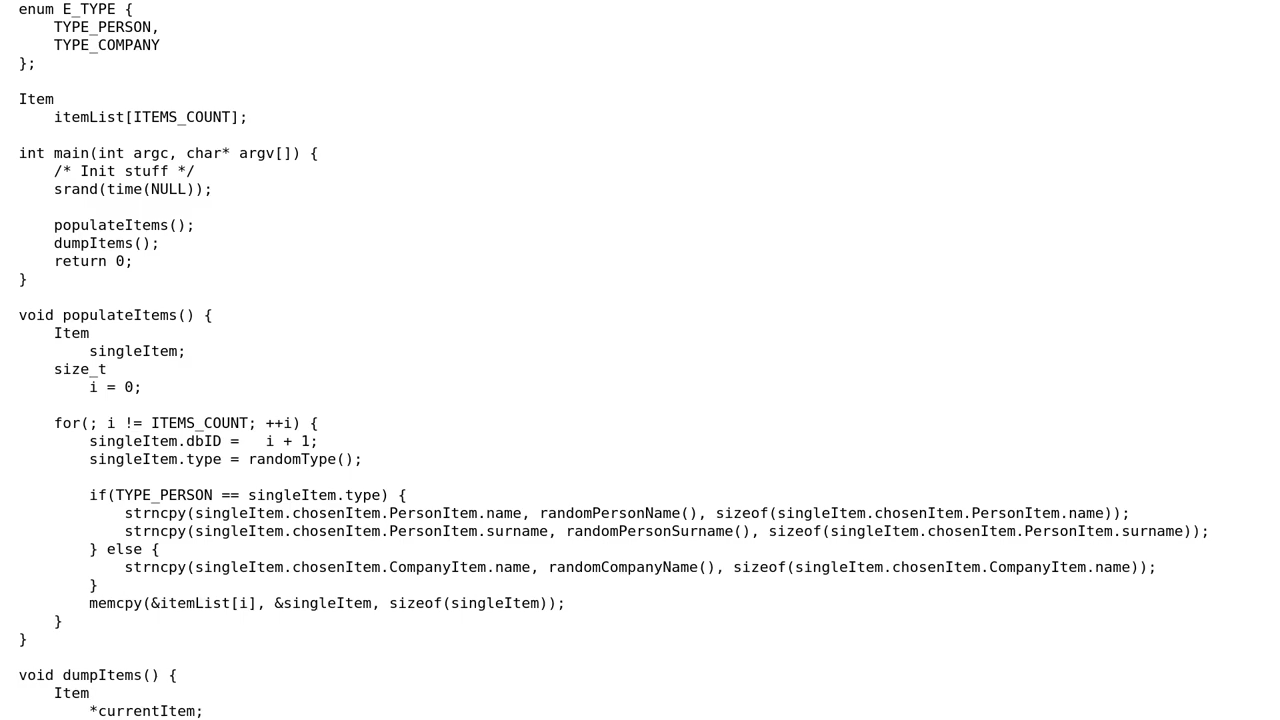 enum E_TYPE {
    TYPE_PERSON,
    TYPE_COMPANY
};

Item
    itemList[ITEMS_COUNT];

int main(int argc, char* argv[]) {
    /* Init stuff */
    srand(time(NULL));

    populateItems();
    dumpItems();
    return 0;
}

void populateItems() {
    Item
        singleItem;
    size_t
        i = 0;

    for(; i != ITEMS_COUNT; ++i) {
        singleItem.dbID =   i + 1;
        singleItem.type = randomType();

        if(TYPE_PERSON == singleItem.type) {
            strncpy(singleItem.chosenItem.PersonItem.name, randomPersonName(), sizeof(singleItem.chosenItem.PersonItem.name));
            strncpy(singleItem.chosenItem.PersonItem.surname, randomPersonSurname(), sizeof(singleItem.chosenItem.PersonItem.surname));
        } else {
            strncpy(singleItem.chosenItem.CompanyItem.name, randomCompanyName(), sizeof(singleItem.chosenItem.CompanyItem.name));
        }
        memcpy(&itemList[i], &singleItem, sizeof(singleItem));
    }
}

void dumpItems() {
    Item
        *currentItem;